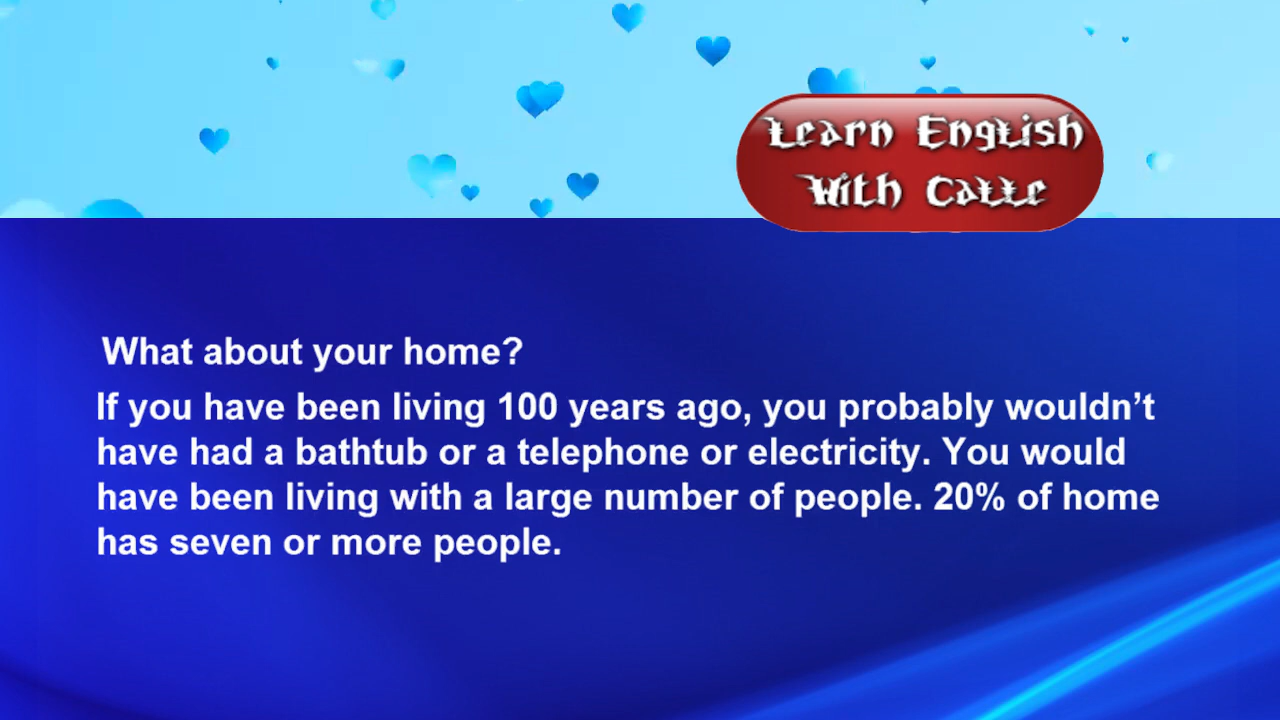 Learn English
With Catte
What about your home?
If you have been living 100 years ago, you probably wouldn’t
have had a bathtub or a telephone or electricity. You would
have been living with a large number of people. 20% of home
has seven or more people.